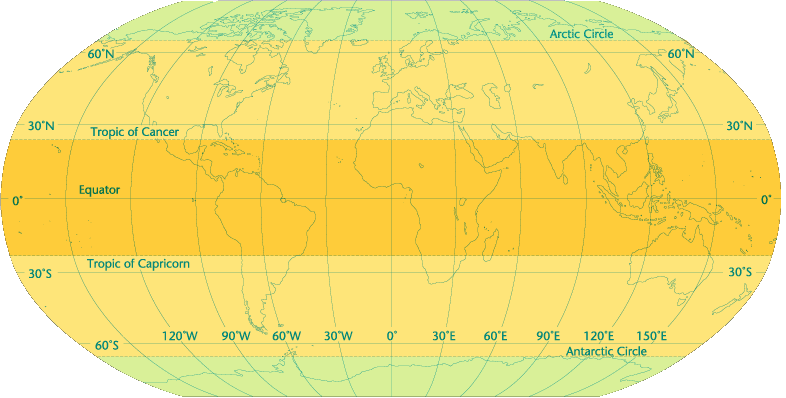 Arctic Circle
60˚N
60˚N
30˚N
30˚N
Tropic of Cancer
Equator
0˚
0˚
Tropic of Capricorn
30˚S
30˚S
120˚W 90˚W 60˚W 30˚W 0˚ 30˚E 60˚E 90˚E 120˚E 150˚E
60˚S
Antarctic Circle